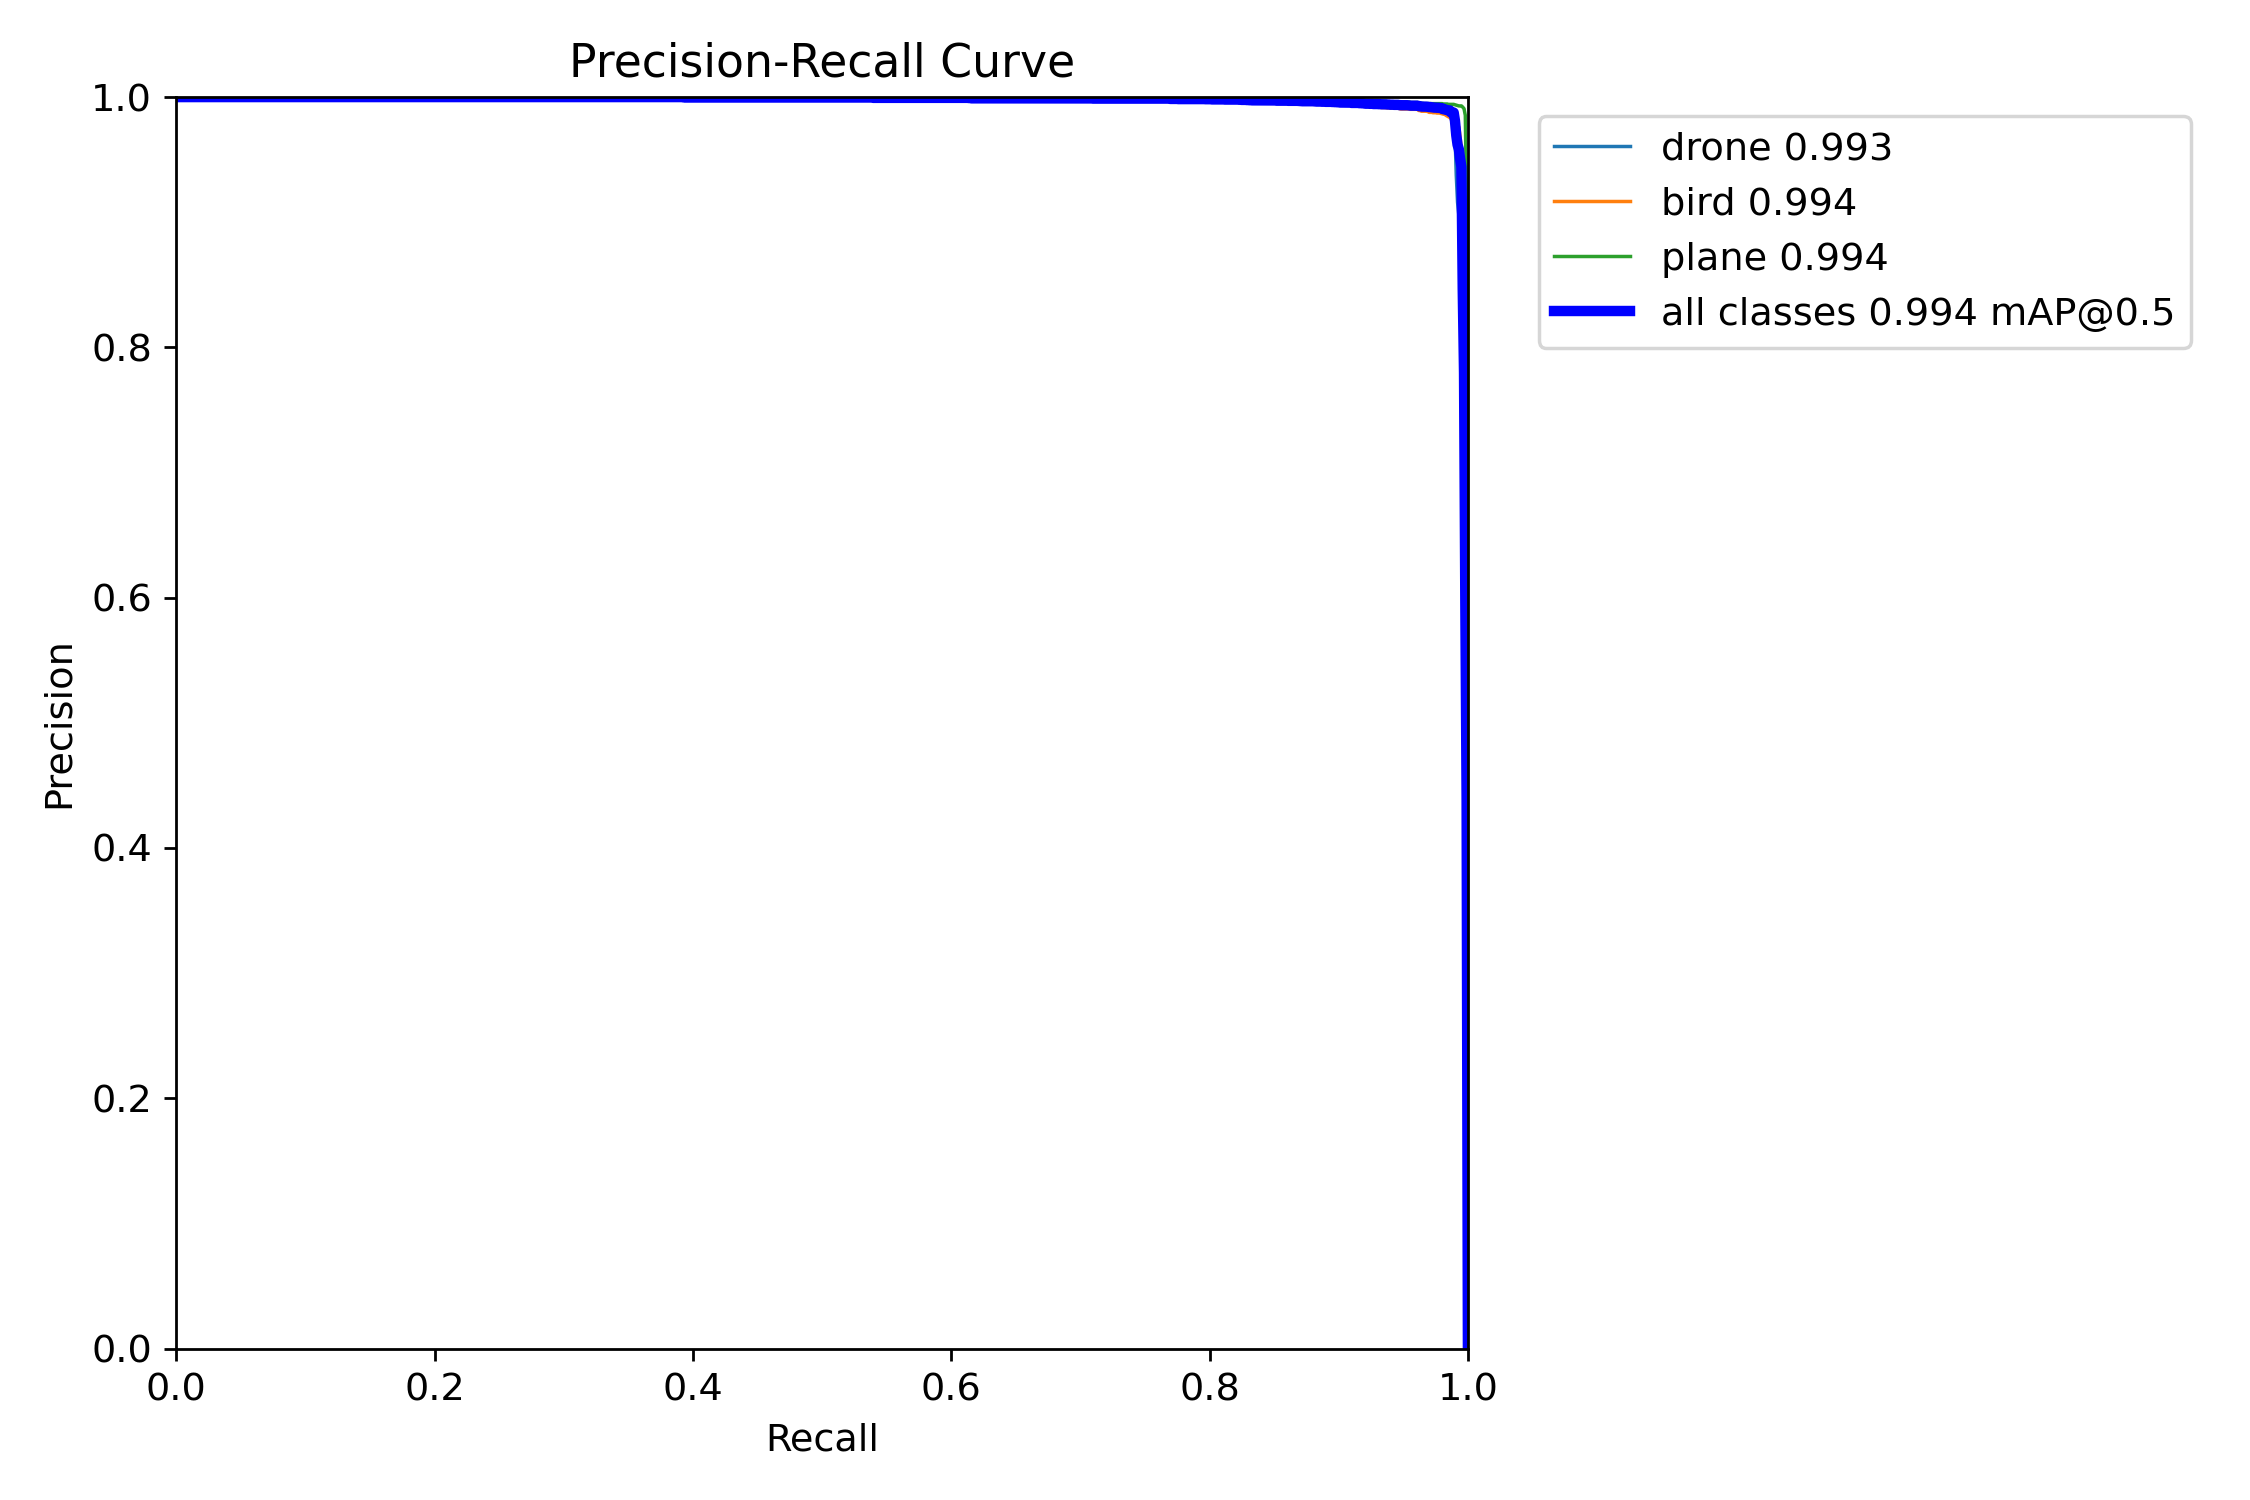 Precision-Recall Curve
1.0
0.8
0.6
0.4
0.2
0.0
Precision
0.0 0.2 0.4 0.6 0.8 1.0
Recall
drone 0.993
bird 0.994
plane 0.994
all classes 0.994 mAP@0.5